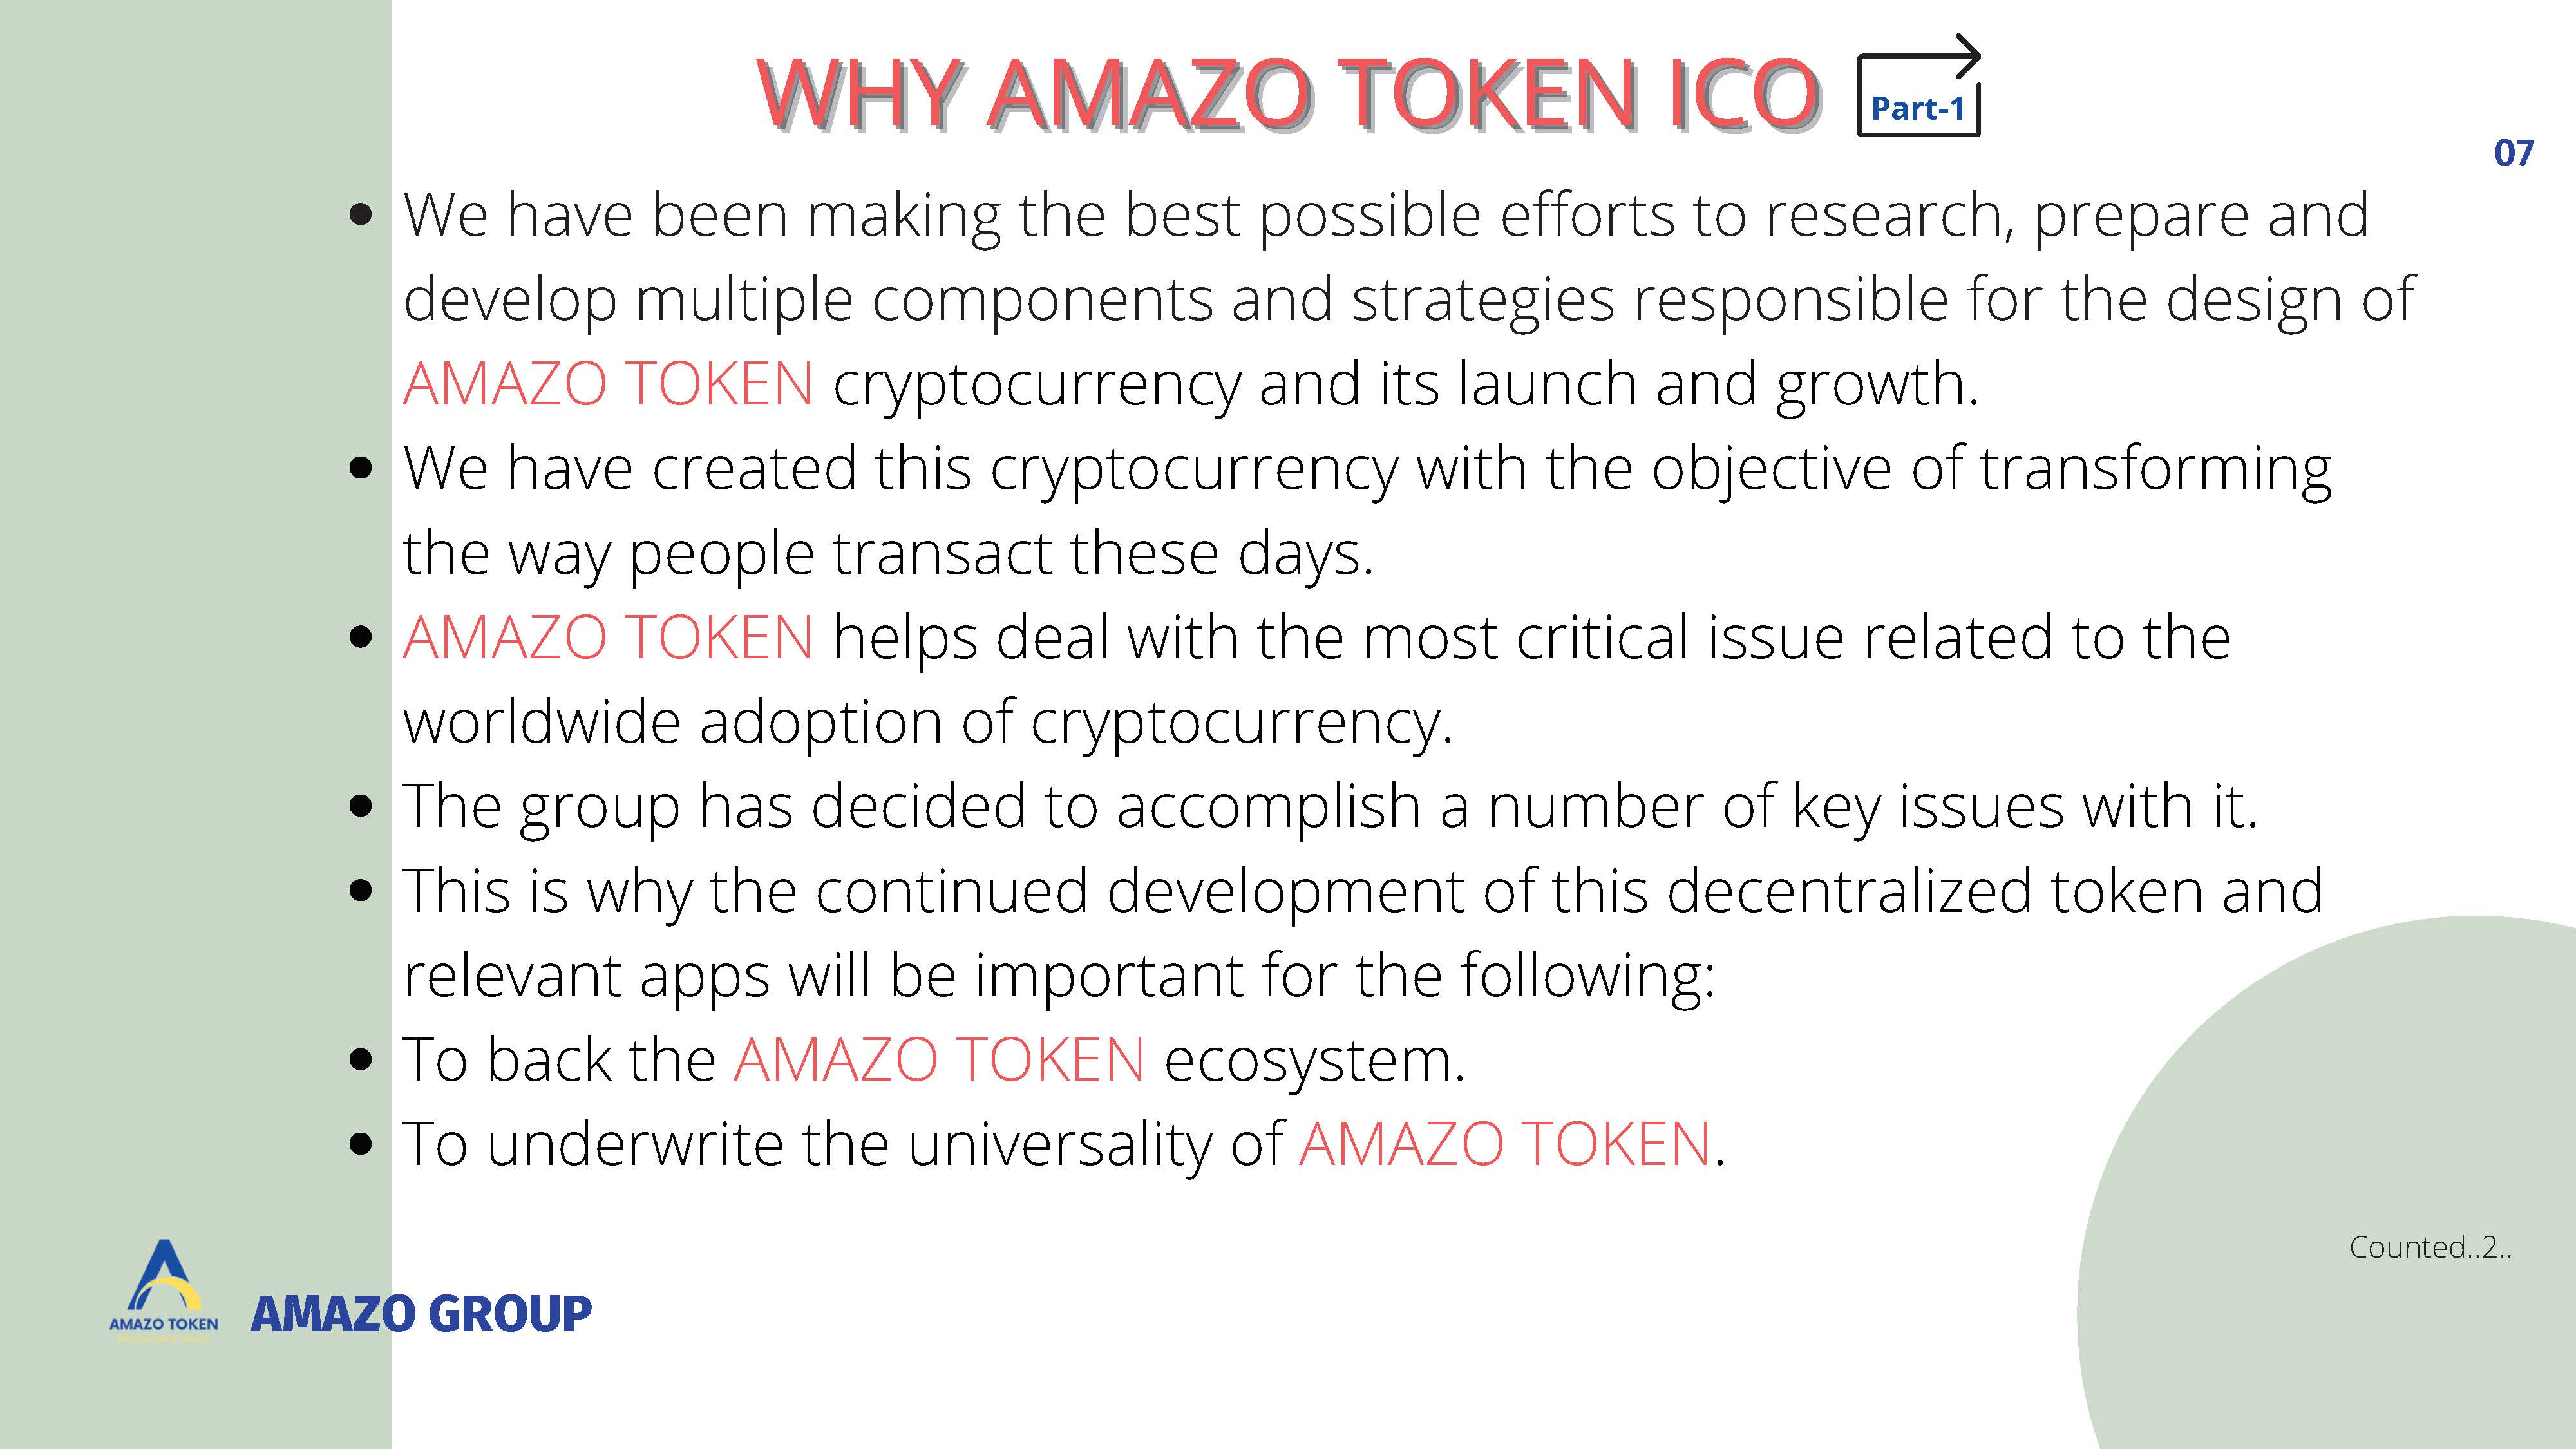 WHY AMAZO TOKEN ICO
Part-1
07
• We have been making the best possible efforts to research, prepare and
develop multiple components and strategies responsible for the design of
AMAZO TOKEN cryptocurrency and its launch and growth.
• We have created this cryptocurrency with the objective of transforming
the way people transact these days.
• AMAZO TOKEN helps deal with the most critical issue related to the
worldwide adoption of cryptocurrency.
• The group has decided to accomplish a number of key issues with it.
• This is why the continued development of this decentralized token and
relevant apps will be important for the following:
• To back the AMAZO TOKEN ecosystem.
• To underwrite the universality of AMAZO TOKEN.
Counted..2..
AMAZO TOKEN
AMAZO GROUP